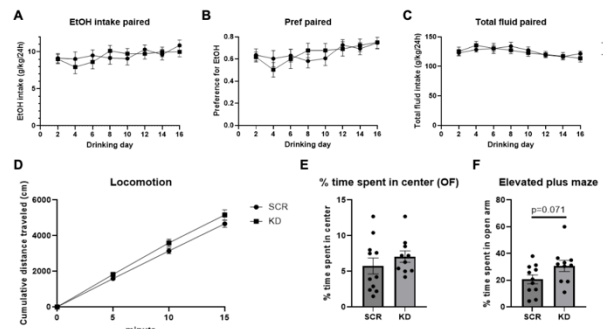 A
EtOH intake paired
EtOH intake (g/kg/24h)
15
10
5
0
0 2 4 6 8 10 12 14 16
Drinking day
B
Pref paired
Preference for EtOH
0.8
0.6
0.4
0.2
0.0
0 2 4 6 8 10 12 14 16
Drinking day
C
Total fluid paired
Total fluid intake (g/kg/24h)
150
100
50
0
0 2 4 6 8 10 12 14 16
Drinking day
D
Locomotion
Cumulative distance traveled (cm)
6000
4000
2000
0
0 5 10 15
SCR
KD
E
% time spent in center (OF)
% time spent in center
15
10
5
0
SCR KD
F
Elevated plus maze
p=0.071
% time spent in open arm
80
60
40
20
0
SCR KD